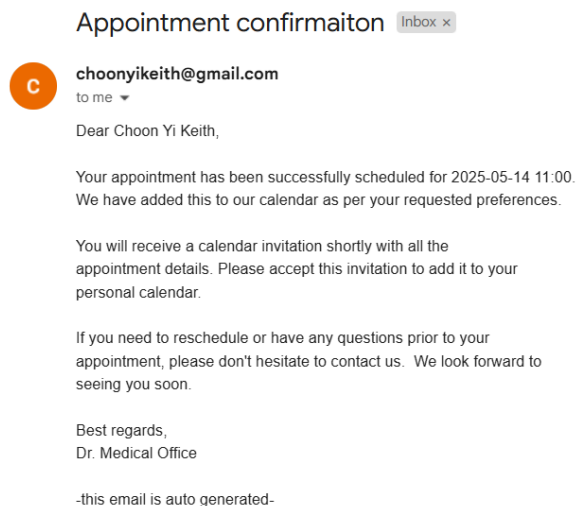 Appointment confirmaiton Inbox ×
C
choonyikeith@gmail.com
to me
Dear Choon Yi Keith,
Your appointment has been successfully scheduled for 2025-05-14 11:00.
We have added this to our calendar as per your requested preferences.
You will receive a calendar invitation shortly with all the
appointment details. Please accept this invitation to add it to your
personal calendar.
If you need to reschedule or have any questions prior to your
appointment, please don't hesitate to contact us.  We look forward to
seeing you soon.
Best regards,
Dr. Medical Office
-this email is auto generated-